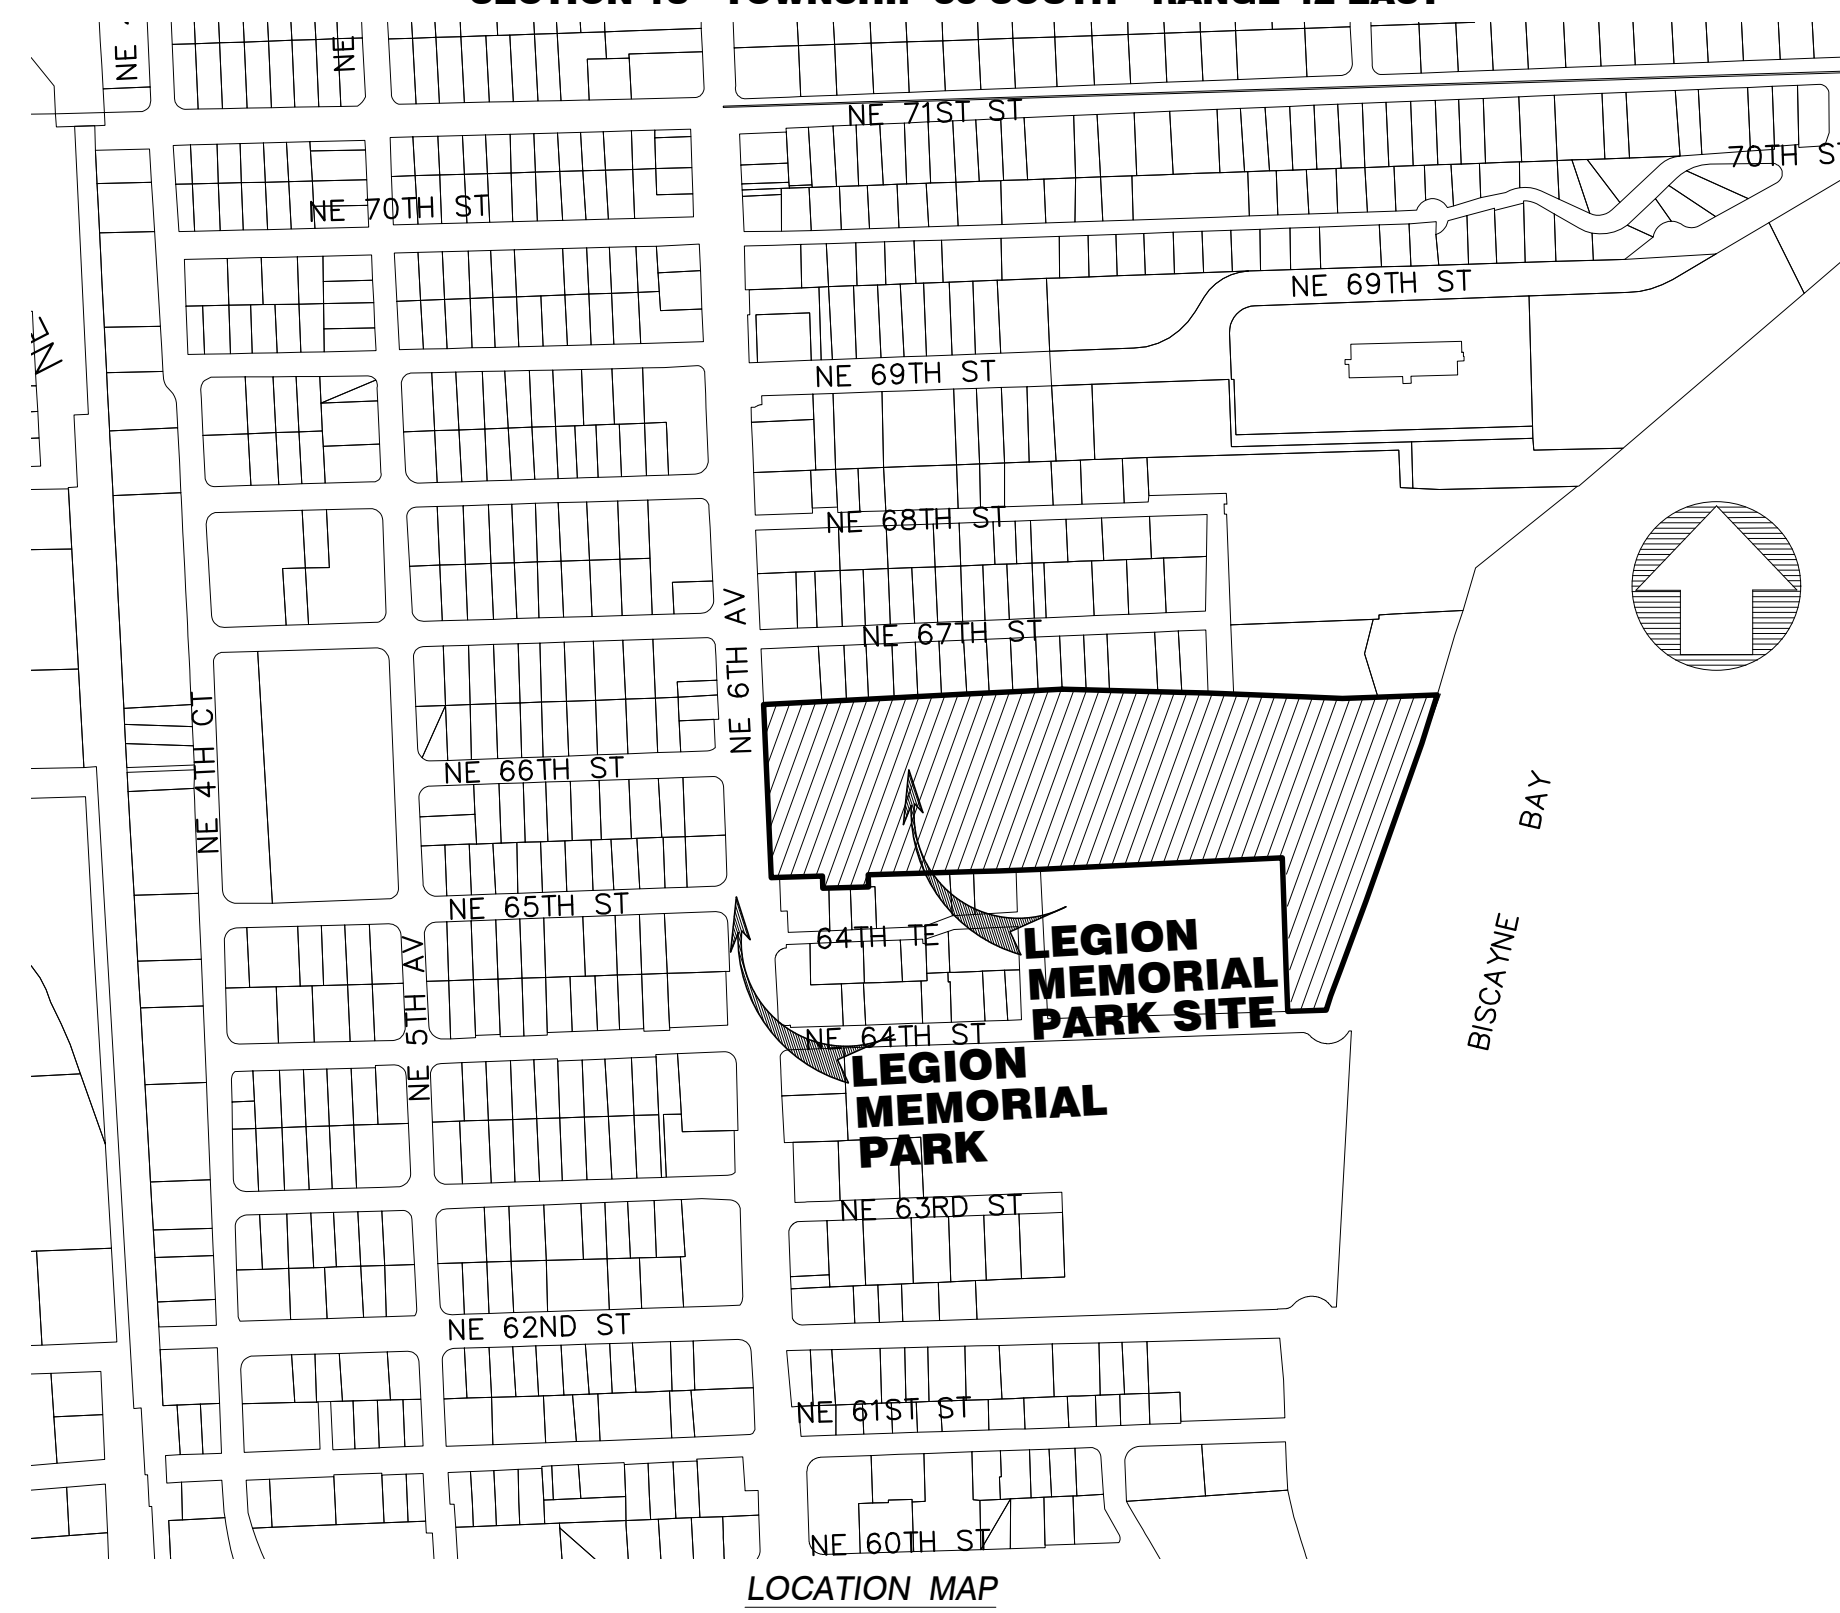 NE
NE
NE 71ST ST
70TH ST
NE 70TH ST
NE 69TH ST
NE 69TH ST
NE 68TH ST
NE 67TH ST
NE 6TH AV
NE 4TH CT
NE 66TH ST
NE 65TH ST
BISCAYNE BAY
64TH TE
LEGION
MEMORIAL
PARK SITE
NE 5TH AV
NE 64TH ST
LEGION
MEMORIAL
PARK
NE 63RD ST
NE 62ND ST
NE 61ST ST
NE 60TH ST
LOCATION MAP